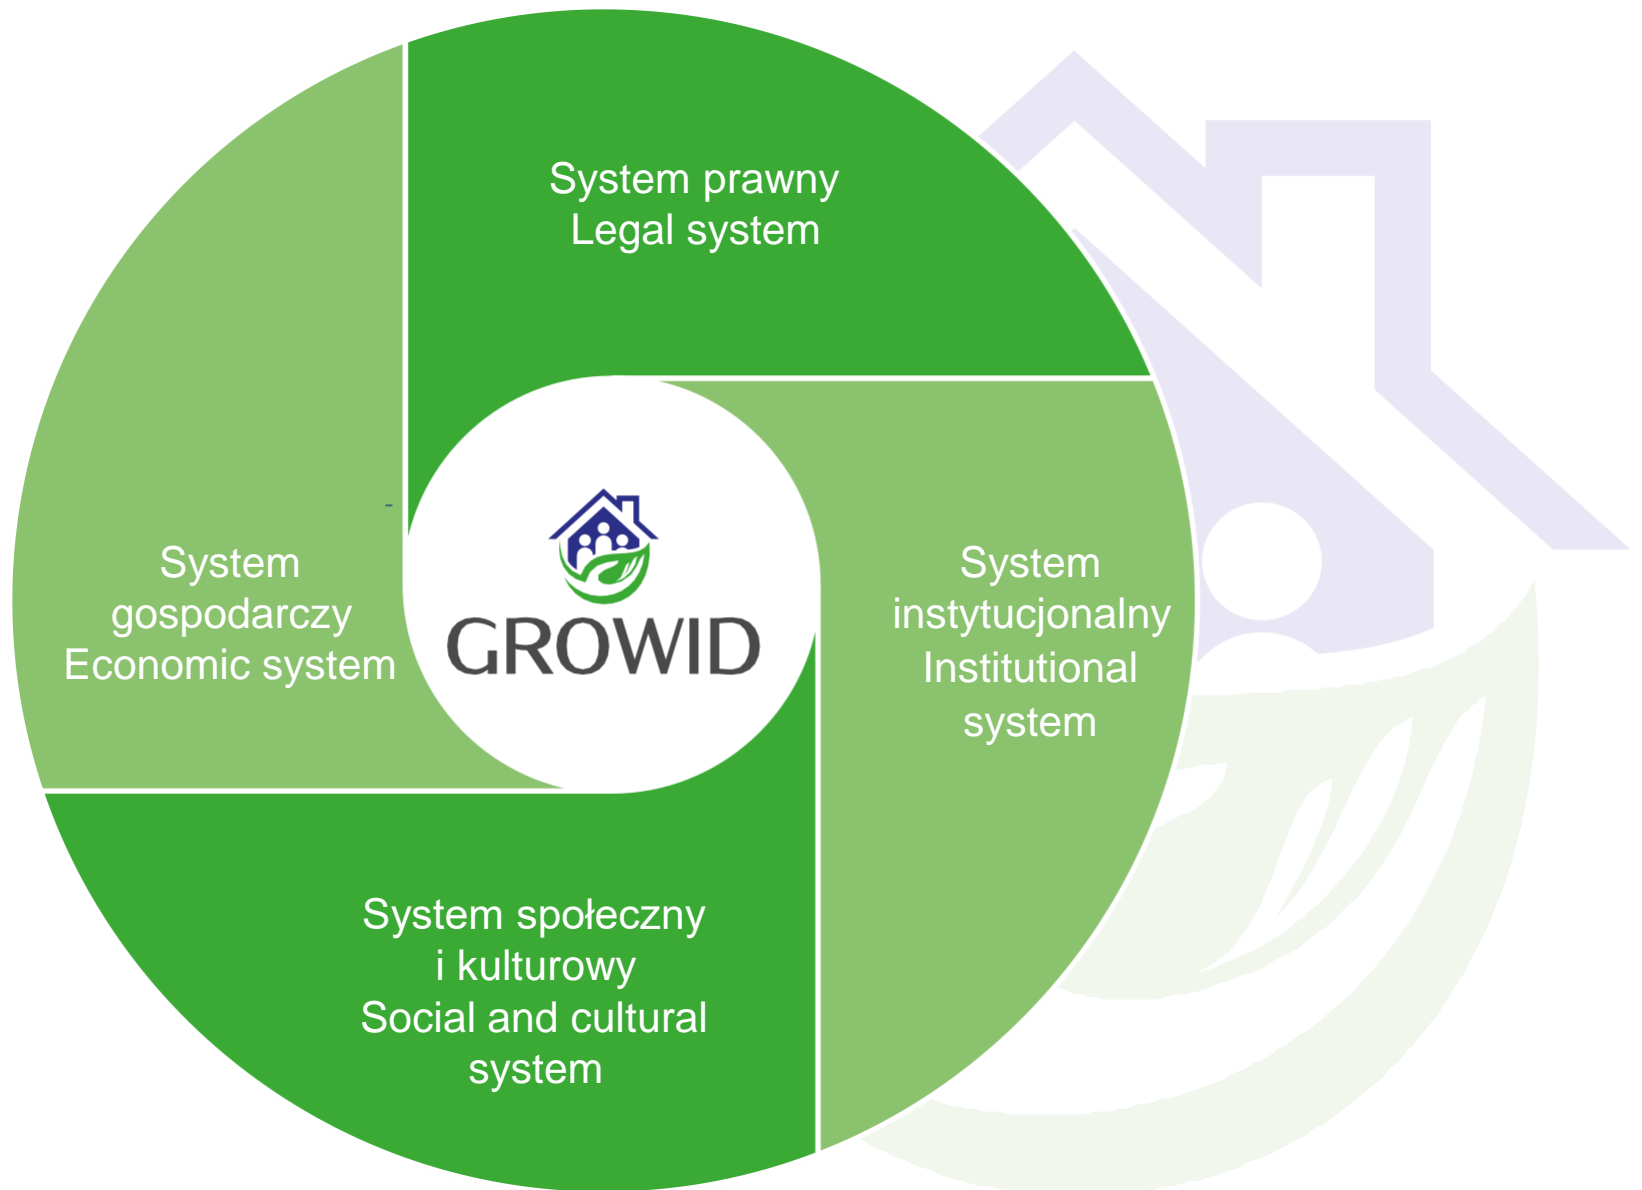 System prawny
Legal system
System
gospodarczy
Economic system
-
GROWID
System
instytucjonalny
Institutional
system
System społeczny
i kulturowy
Social and cultural
system